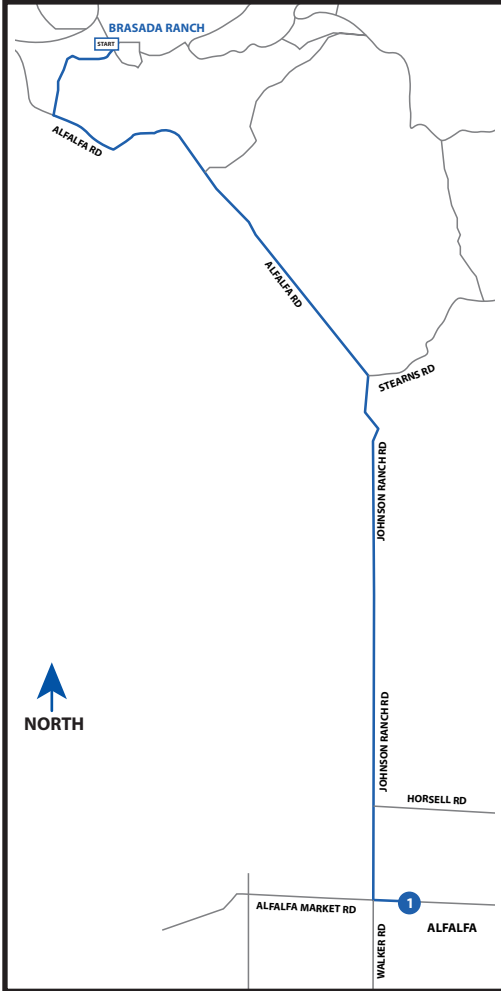 BRASADA RANCH
START
ALFALFA RD
ALFALFA RD
STEARNS RD
JOHNSON RANCH RD
NORTH
JOHNSON RANCH RD
HORSELL RD
ALFALFA MARKET RD
1
ALFALFA
WALKER RD